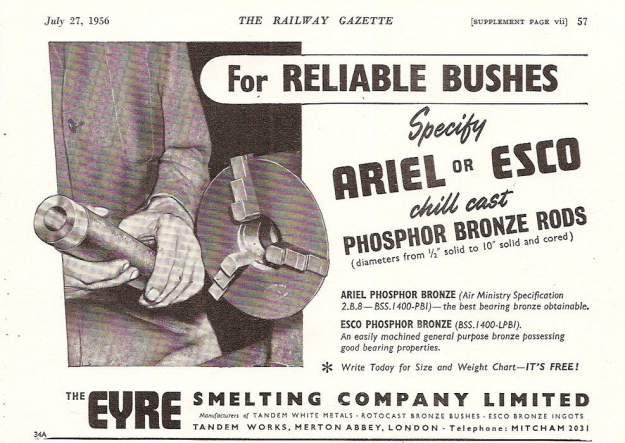 July 27, 1956 THE RAILWAY GAZETTE [SUPPLEMENT PAGE vii] 57
For RELIABLE BUSHES
Specify
ARIEL OR ESCO
chill cast
PHOSPHOR BRONZE RODS
(diameters from ½" solid to 10" solid and cored)
ARIEL PHOSPHOR BRONZE (Air Ministry Specification
2.B.8—BSS.1400-PB1)—the best bearing bronze obtainable.
ESCO PHOSPHOR BRONZE (BSS.1400-LPB1).
An easily machined general purpose bronze possessing
good bearing properties.
* Write Today for Size and Weight Chart—IT'S FREE!
THE EYRE SMELTING COMPANY LIMITED
Manufacturers of TANDEM WHITE METALS · ROTOCAST BRONZE BUSHES · ESCO BRONZE INGOTS
TANDEM WORKS, MERTON ABBEY, LONDON · Telephone: MITCHAM 2031
34A